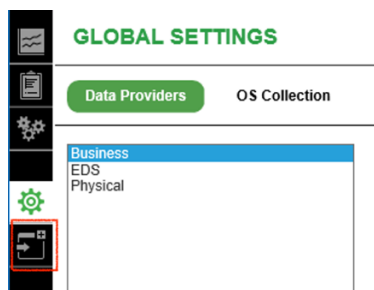 GLOBAL SETTINGS
Data Providers OS Collection
Business
EDS
Physical